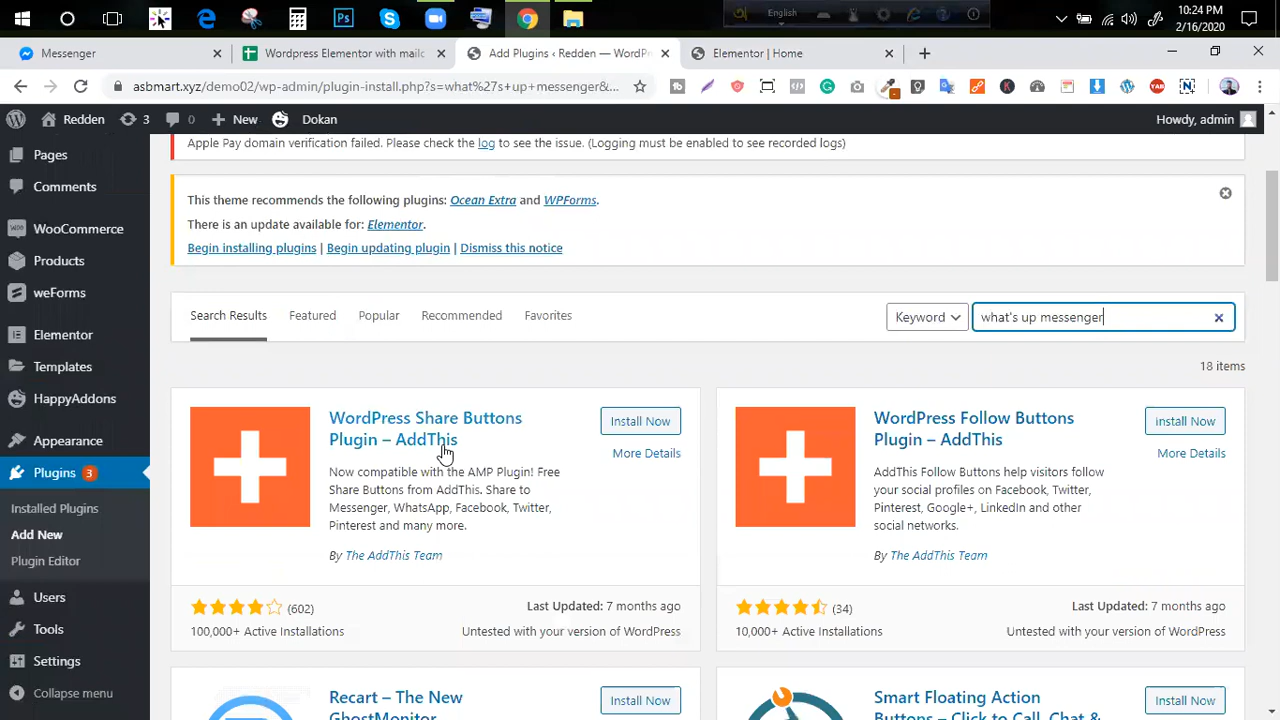 English
10:24 PM
2/16/2020
Messenger
Wordpress Elementor with mailc
Add Plugins ‹ Redden — WordPr
Elementor | Home
asbmart.xyz/demo02/wp-admin/plugin-install.php?s=what%27s+up+messenger&...
Redden
3
0
New
Dokan
Howdy, admin
Apple Pay domain verification failed. Please check the log to see the issue. (Logging must be enabled to see recorded logs)
This theme recommends the following plugins: Ocean Extra and WPForms.
There is an update available for: Elementor.
Begin installing plugins | Begin updating plugin | Dismiss this notice
Pages
Comments
WooCommerce
Products
weForms
Elementor
Templates
HappyAddons
Appearance
Plugins 3
Installed Plugins
Add New
Plugin Editor
Users
Tools
Settings
Collapse menu
Search Results
Featured
Popular
Recommended
Favorites
Keyword
what's up messenger
18 items
WordPress Share Buttons
Plugin – AddThis
Install Now
More Details
Now compatible with the AMP Plugin! Free
Share Buttons from AddThis. Share to
Messenger, WhatsApp, Facebook, Twitter,
Pinterest and many more.
By The AddThis Team
(602)
Last Updated: 7 months ago
100,000+ Active Installations
Untested with your version of WordPress
WordPress Follow Buttons
Plugin – AddThis
Install Now
More Details
AddThis Follow Buttons help visitors follow
your social profiles on Facebook, Twitter,
Pinterest, Google+, LinkedIn and other
social networks.
By The AddThis Team
(34)
Last Updated: 7 months ago
10,000+ Active Installations
Untested with your version of WordPress
Recart – The New
GhostMonitor
Install Now
Smart Floating Action
Buttons – Click to Call, Chat &
Install Now